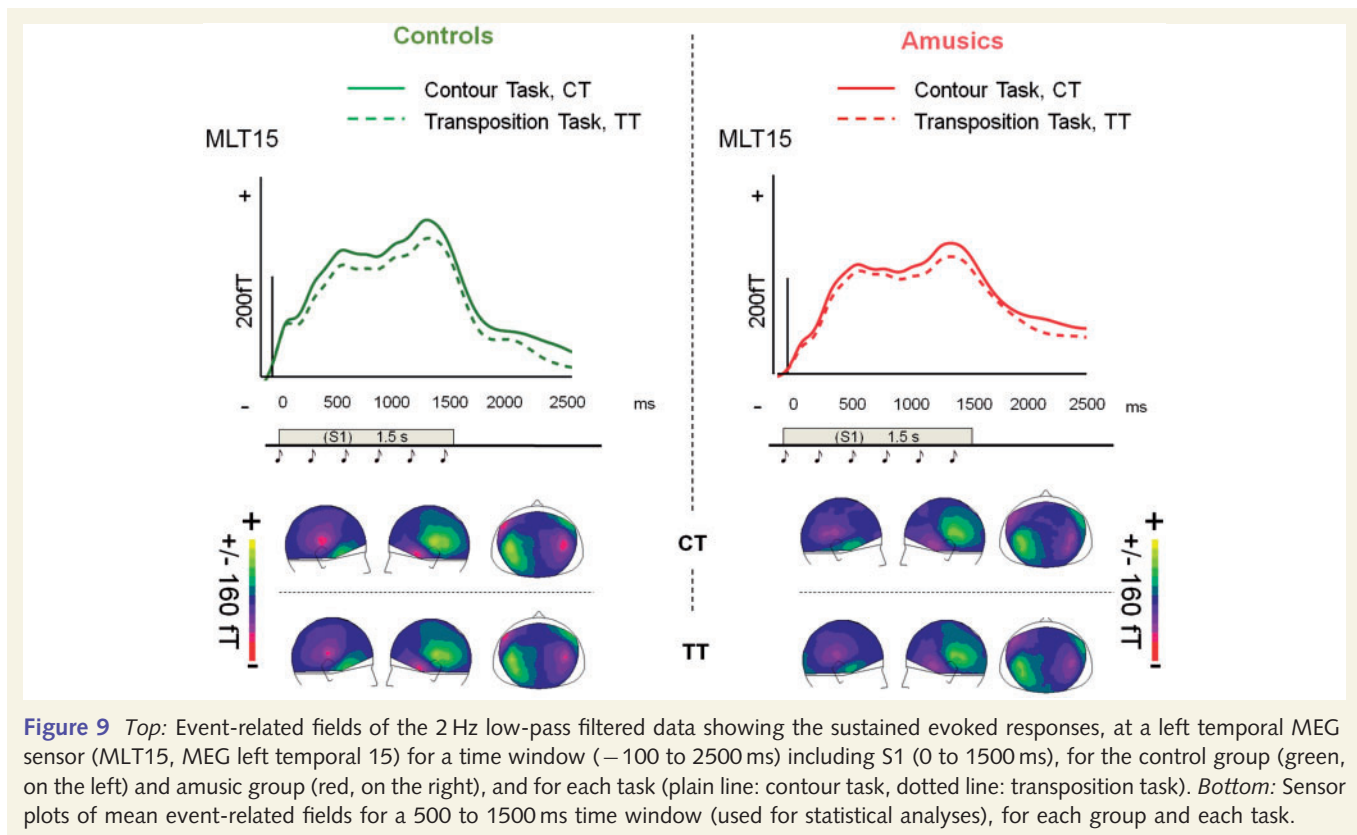 Controls
Contour Task, CT
Transposition Task, TT
MLT15
+
200fT
-
0 500 1000 1500 2000 2500 ms
(S1) 1.5 s
Amusics
Contour Task, CT
Transposition Task, TT
MLT15
+
200fT
-
0 500 1000 1500 2000 2500 ms
(S1) 1.5 s
+
+/- 160 fT
-
CT
TT
+
+/- 160 fT
-
Figure 9 Top: Event-related fields of the 2 Hz low-pass filtered data showing the sustained evoked responses, at a left temporal MEG
sensor (MLT15, MEG left temporal 15) for a time window (−100 to 2500 ms) including S1 (0 to 1500 ms), for the control group (green,
on the left) and amusic group (red, on the right), and for each task (plain line: contour task, dotted line: transposition task). Bottom: Sensor
plots of mean event-related fields for a 500 to 1500 ms time window (used for statistical analyses), for each group and each task.